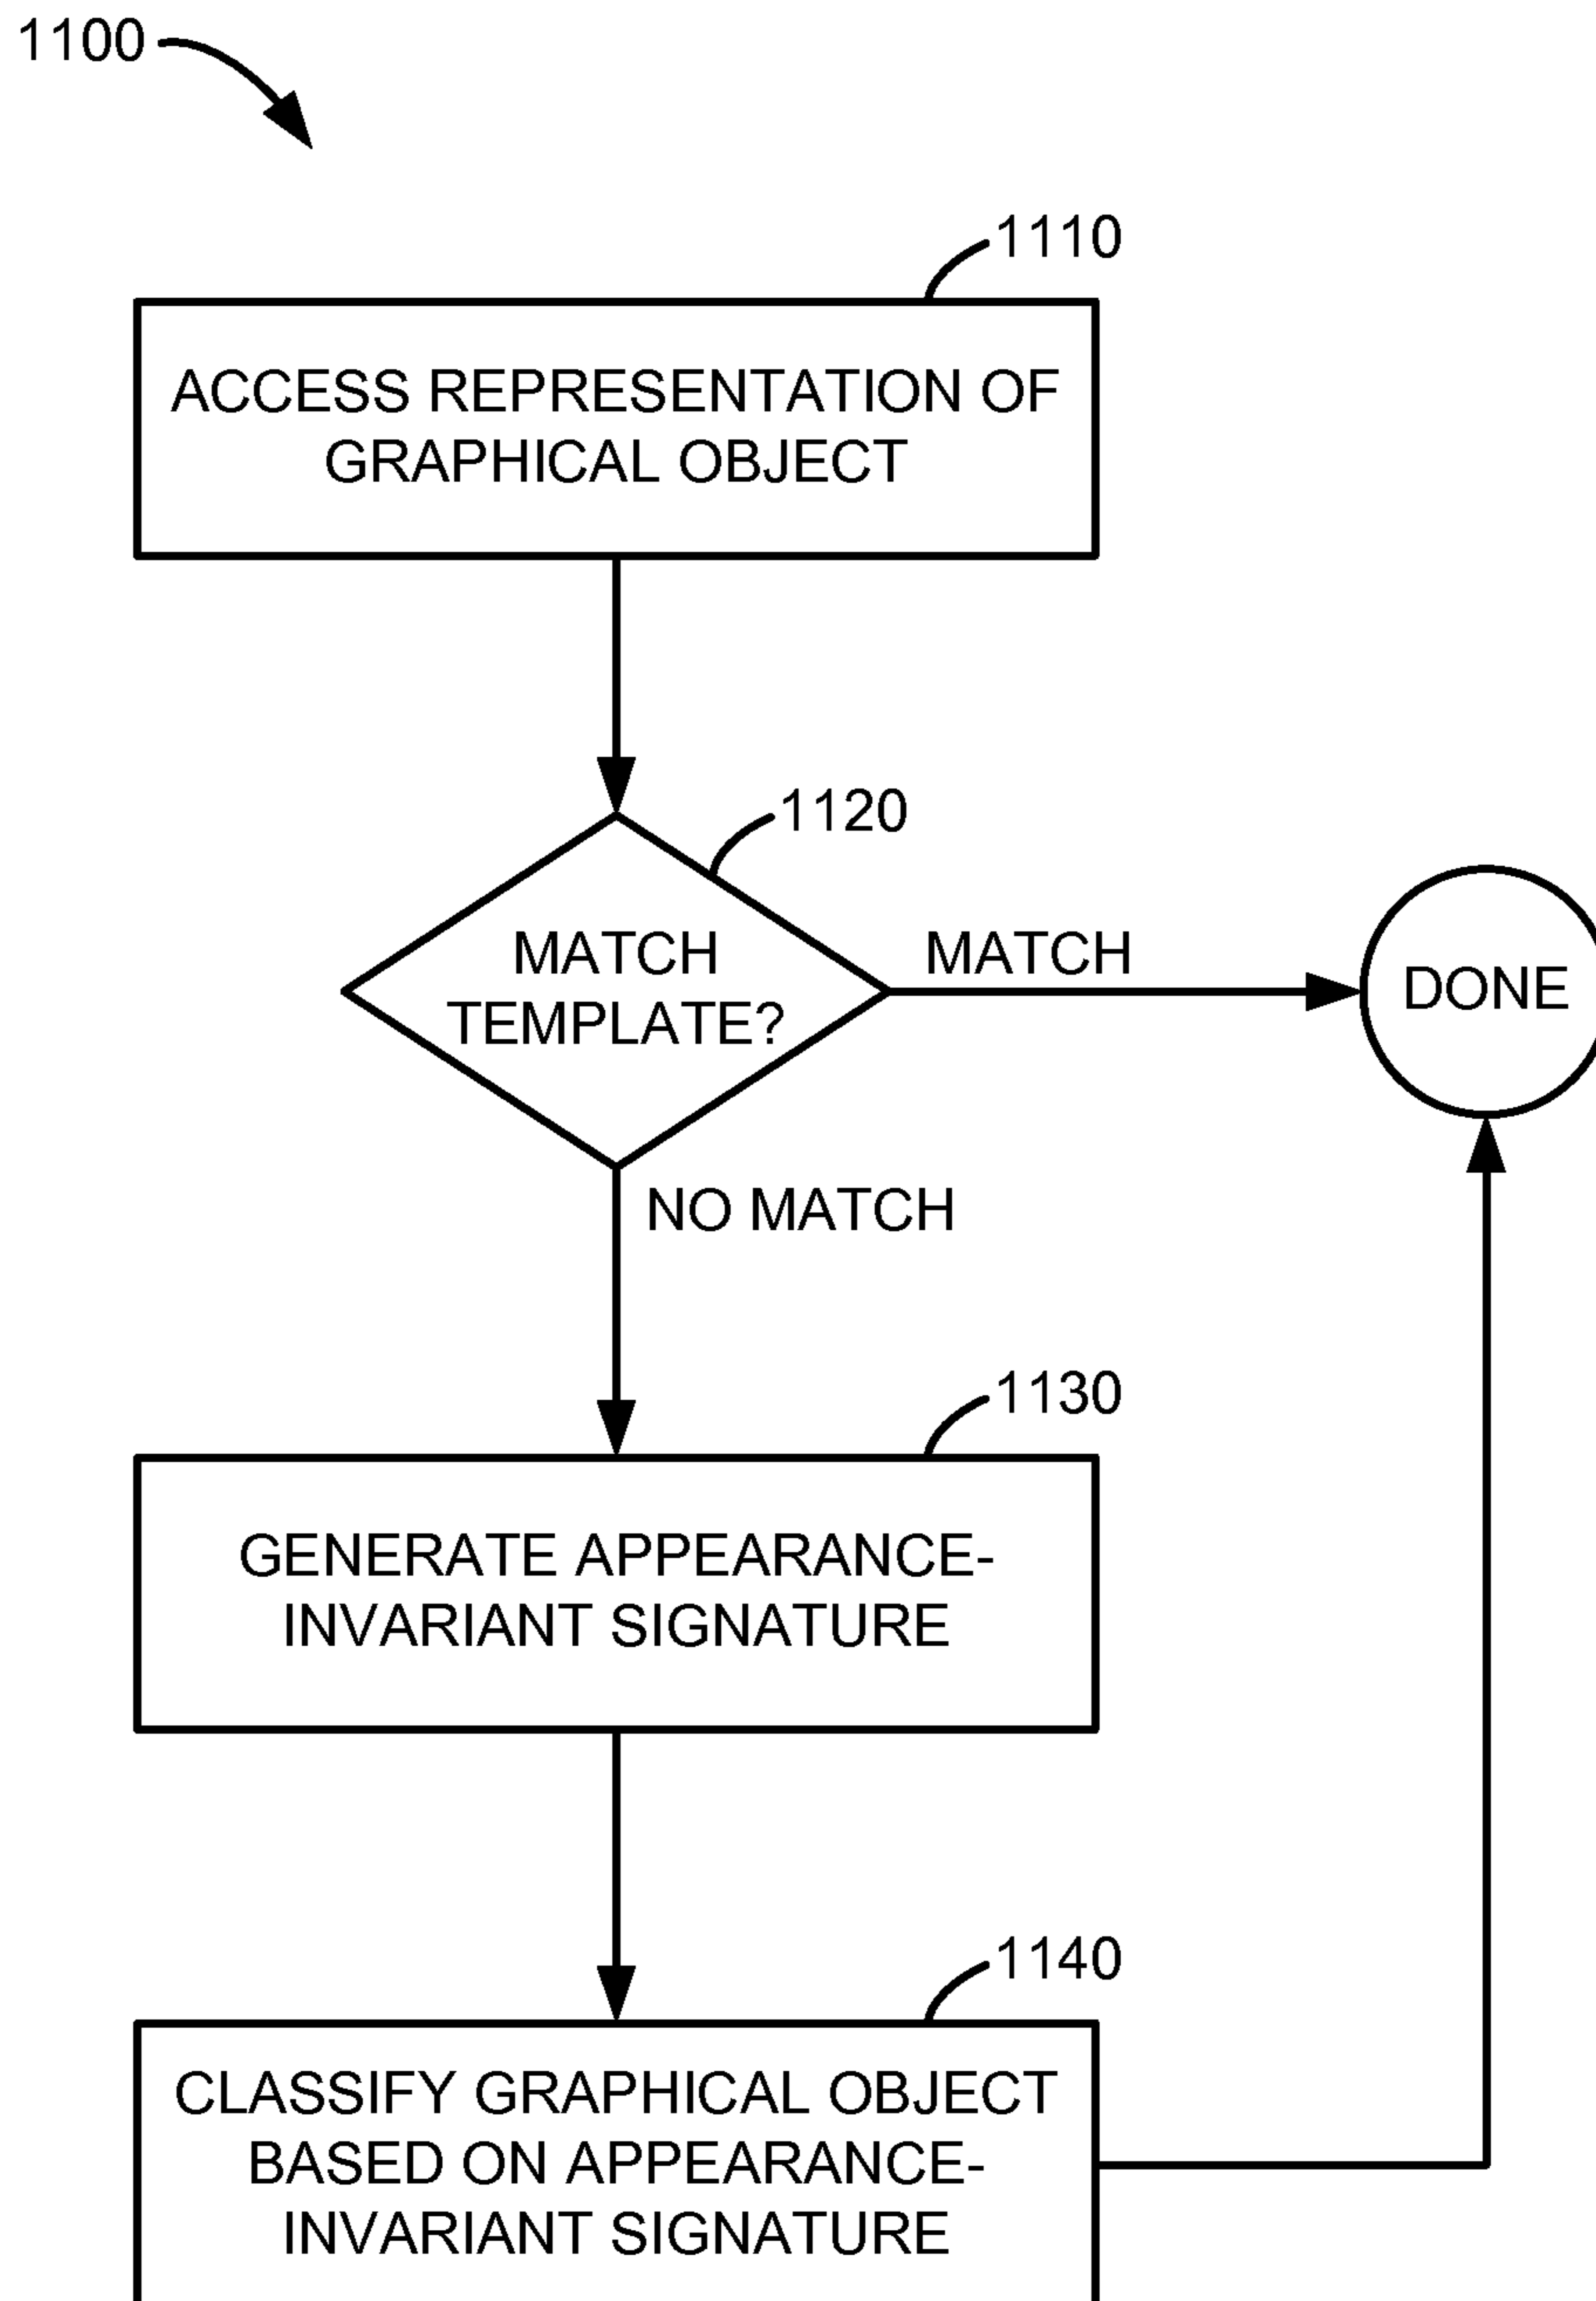 1100
1110
ACCESS REPRESENTATION OF
GRAPHICAL OBJECT
1120
MATCH
TEMPLATE?
MATCH
DONE
NO MATCH
1130
GENERATE APPEARANCE-
INVARIANT SIGNATURE
1140
CLASSIFY GRAPHICAL OBJECT
BASED ON APPEARANCE-
INVARIANT SIGNATURE